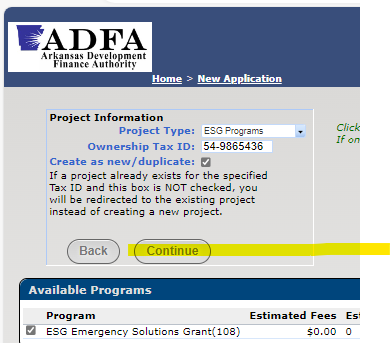 ADFA
Arkansas Development
Finance Authority
Home > New Application
Project Information
Project Type: ESG Programs
Ownership Tax ID: 54-9865436
Create as new/duplicate:
If a project already exists for the specified
Tax ID and this box is NOT checked, you
will be redirected to the existing project
instead of creating a new project.
Click
If on
Back Continue
Available Programs
Program Estimated Fees Est
ESG Emergency Solutions Grant(108) $0.00 0